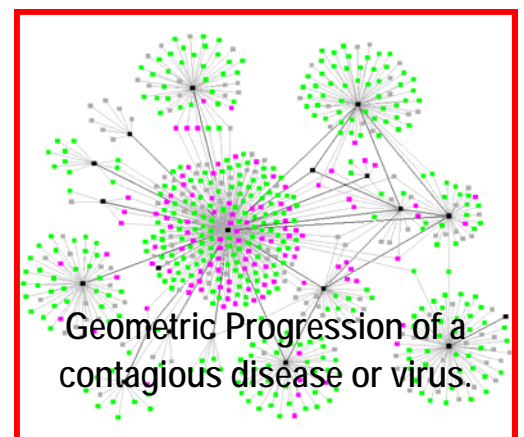 Geometric Progression of a
contagious disease or virus.